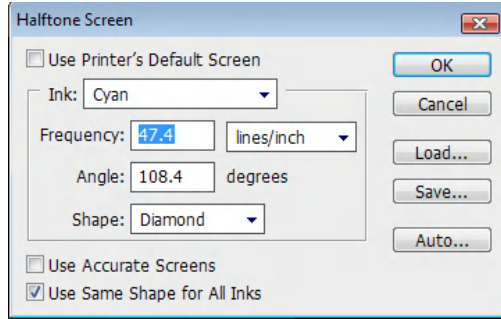 Halftone Screen
Use Printer's Default Screen
OK
Ink: Cyan
Cancel
Frequency: 47.4 lines/inch
Load...
Angle: 108.4 degrees
Save...
Shape: Diamond
Auto...
Use Accurate Screens
Use Same Shape for All Inks